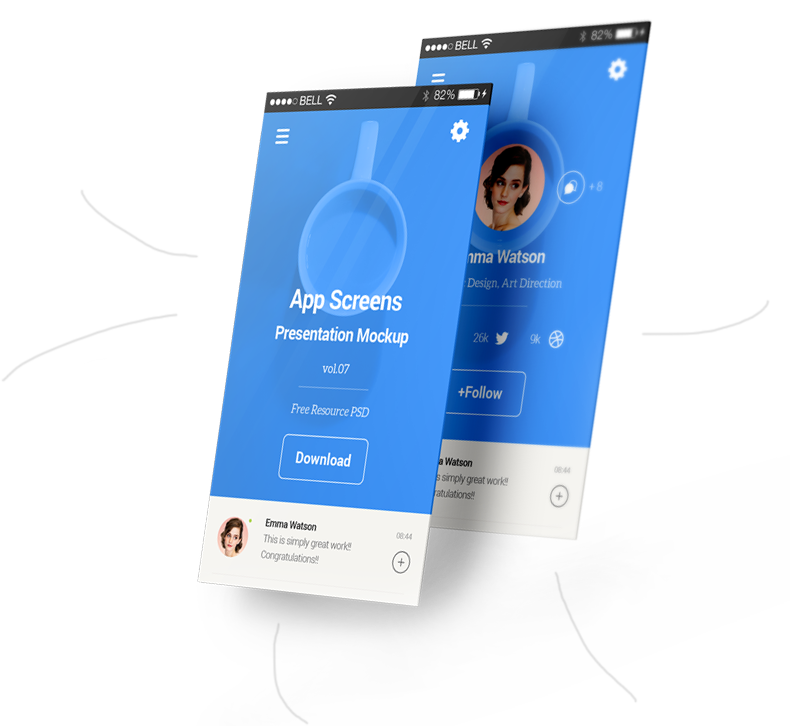 BELL 82%
App Screens
Presentation Mockup
vol.07
Free Resource PSD
Download
Emma Watson
08:44
This is simply great work!!
Congratulations!!
BELL 82%
+8
mma Watson
Design, Art Direction
26k 9k
+Follow
a Watson
08:44
s simply great work!!
ratulations!!